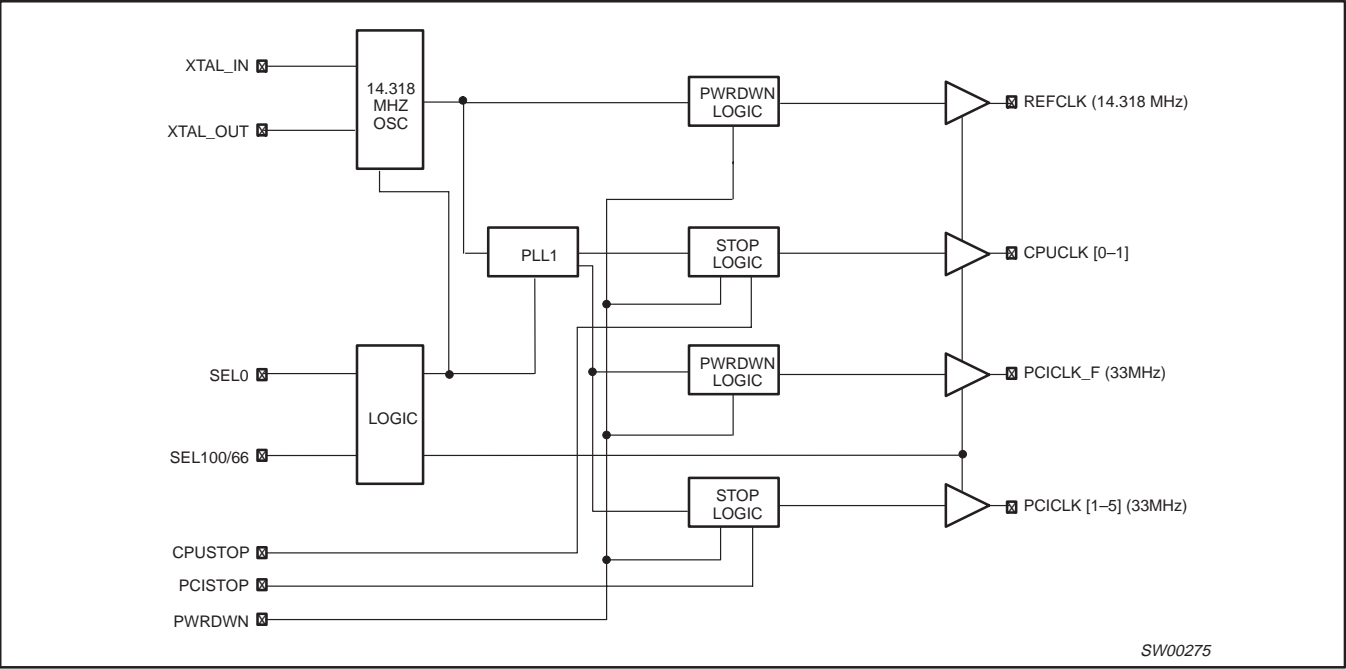 XTAL_IN
XTAL_OUT
14.318
MHZ
OSC
PWRDWN
LOGIC
REFCLK (14.318 MHz)
PLL1
STOP
LOGIC
CPUCLK [0–1]
SEL0
SEL100/66
LOGIC
PWRDWN
LOGIC
PCICLK_F (33MHz)
STOP
LOGIC
PCICLK [1–5] (33MHz)
CPUSTOP
PCISTOP
PWRDWN
SW00275